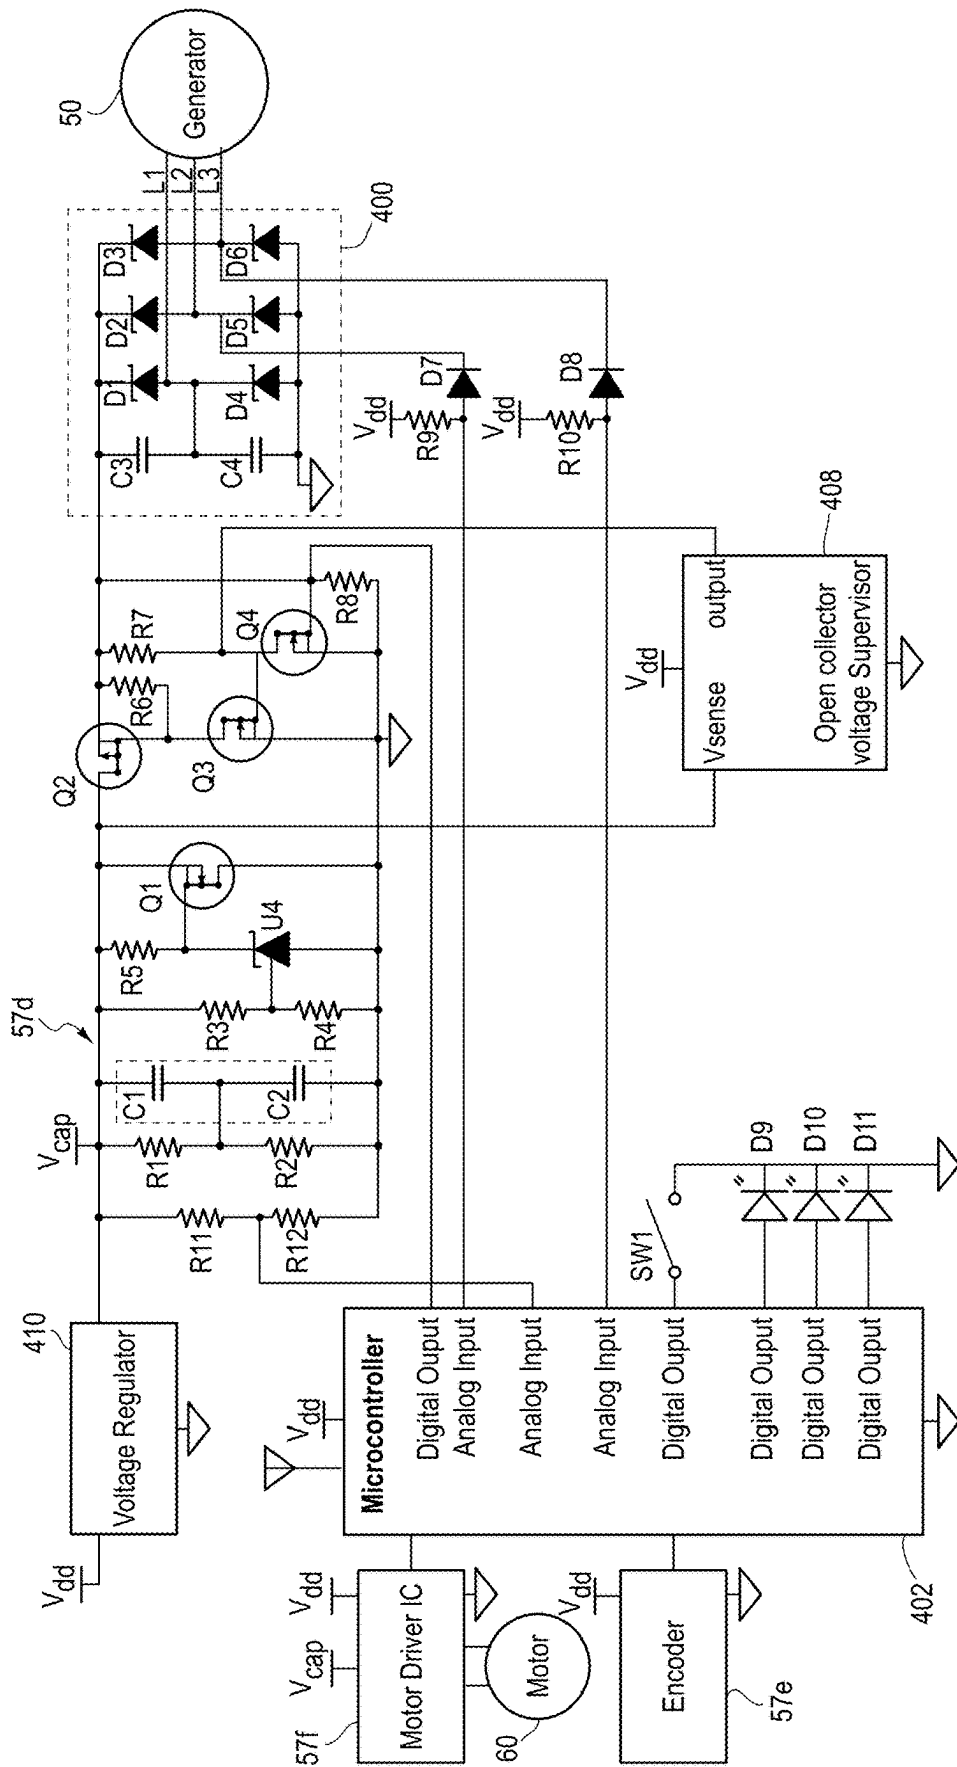 50
Generator
L1
L2
L3
400
D3
D6
D2
D5
D1
D4
C3
C4
Vdd
R9
D7
Vdd
R10
D8
R7
R6
Q2
Q3
Q4
R8
408
Vdd
Vsense
output
Open collector
voltage Supervisor
57d
Q1
R5
U4
R3
R4
C1
C2
Vcap
R1
R2
R11
R12
410
Voltage Regulator
Vdd
Vdd
Microcontroller
Digital Ouput
Analog Input
Analog Input
Analog Input
Digital Ouput
Digital Ouput
Digital Ouput
Digital Ouput
SW1
D9
D10
D11
402
Vdd
Vcap
Motor Driver IC
57f
Motor
60
Vdd
Encoder
57e